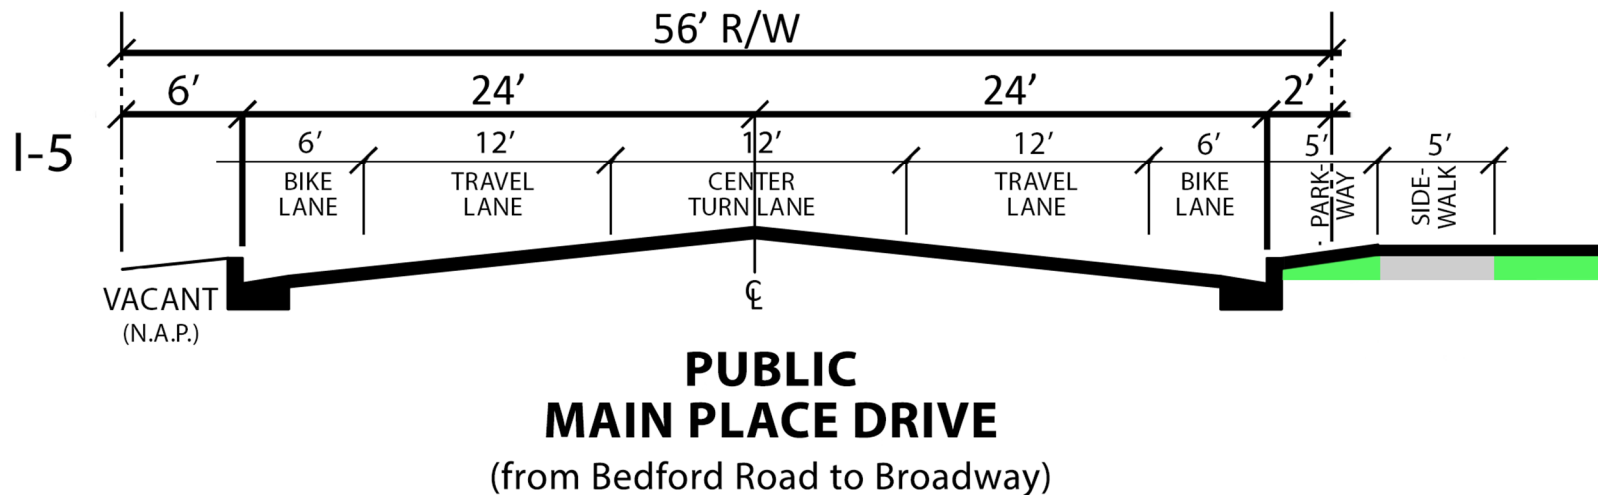 56’ R/W
6’ 24’ 24’ 2’
I-5
6’ 12’ 12’ 12’ 6’ 5’ 5’
BIKE
LANE
TRAVEL
LANE
CENTER
TURN LANE
TRAVEL
LANE
BIKE
LANE
PARK-
WAY
SIDE-
WALK
VACANT
(N.A.P.)
℄
PUBLIC
MAIN PLACE DRIVE
(from Bedford Road to Broadway)